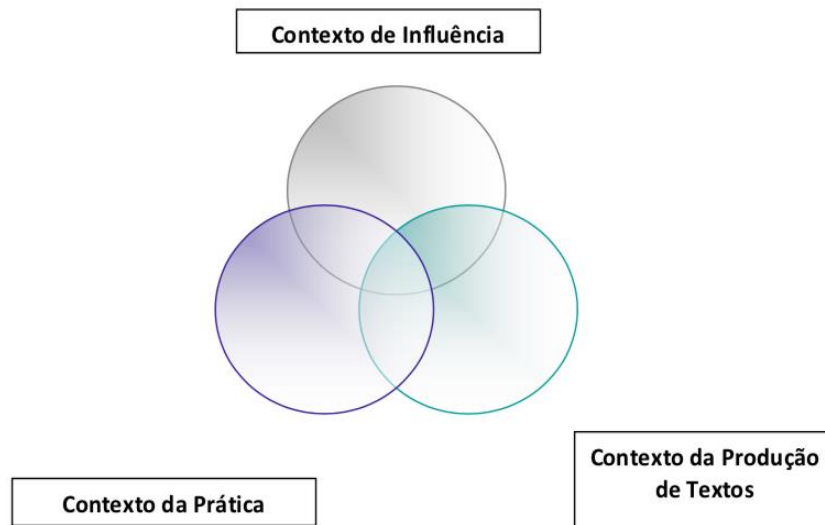 Contexto de Influência
Contexto da Produção
de Textos
Contexto da Prática